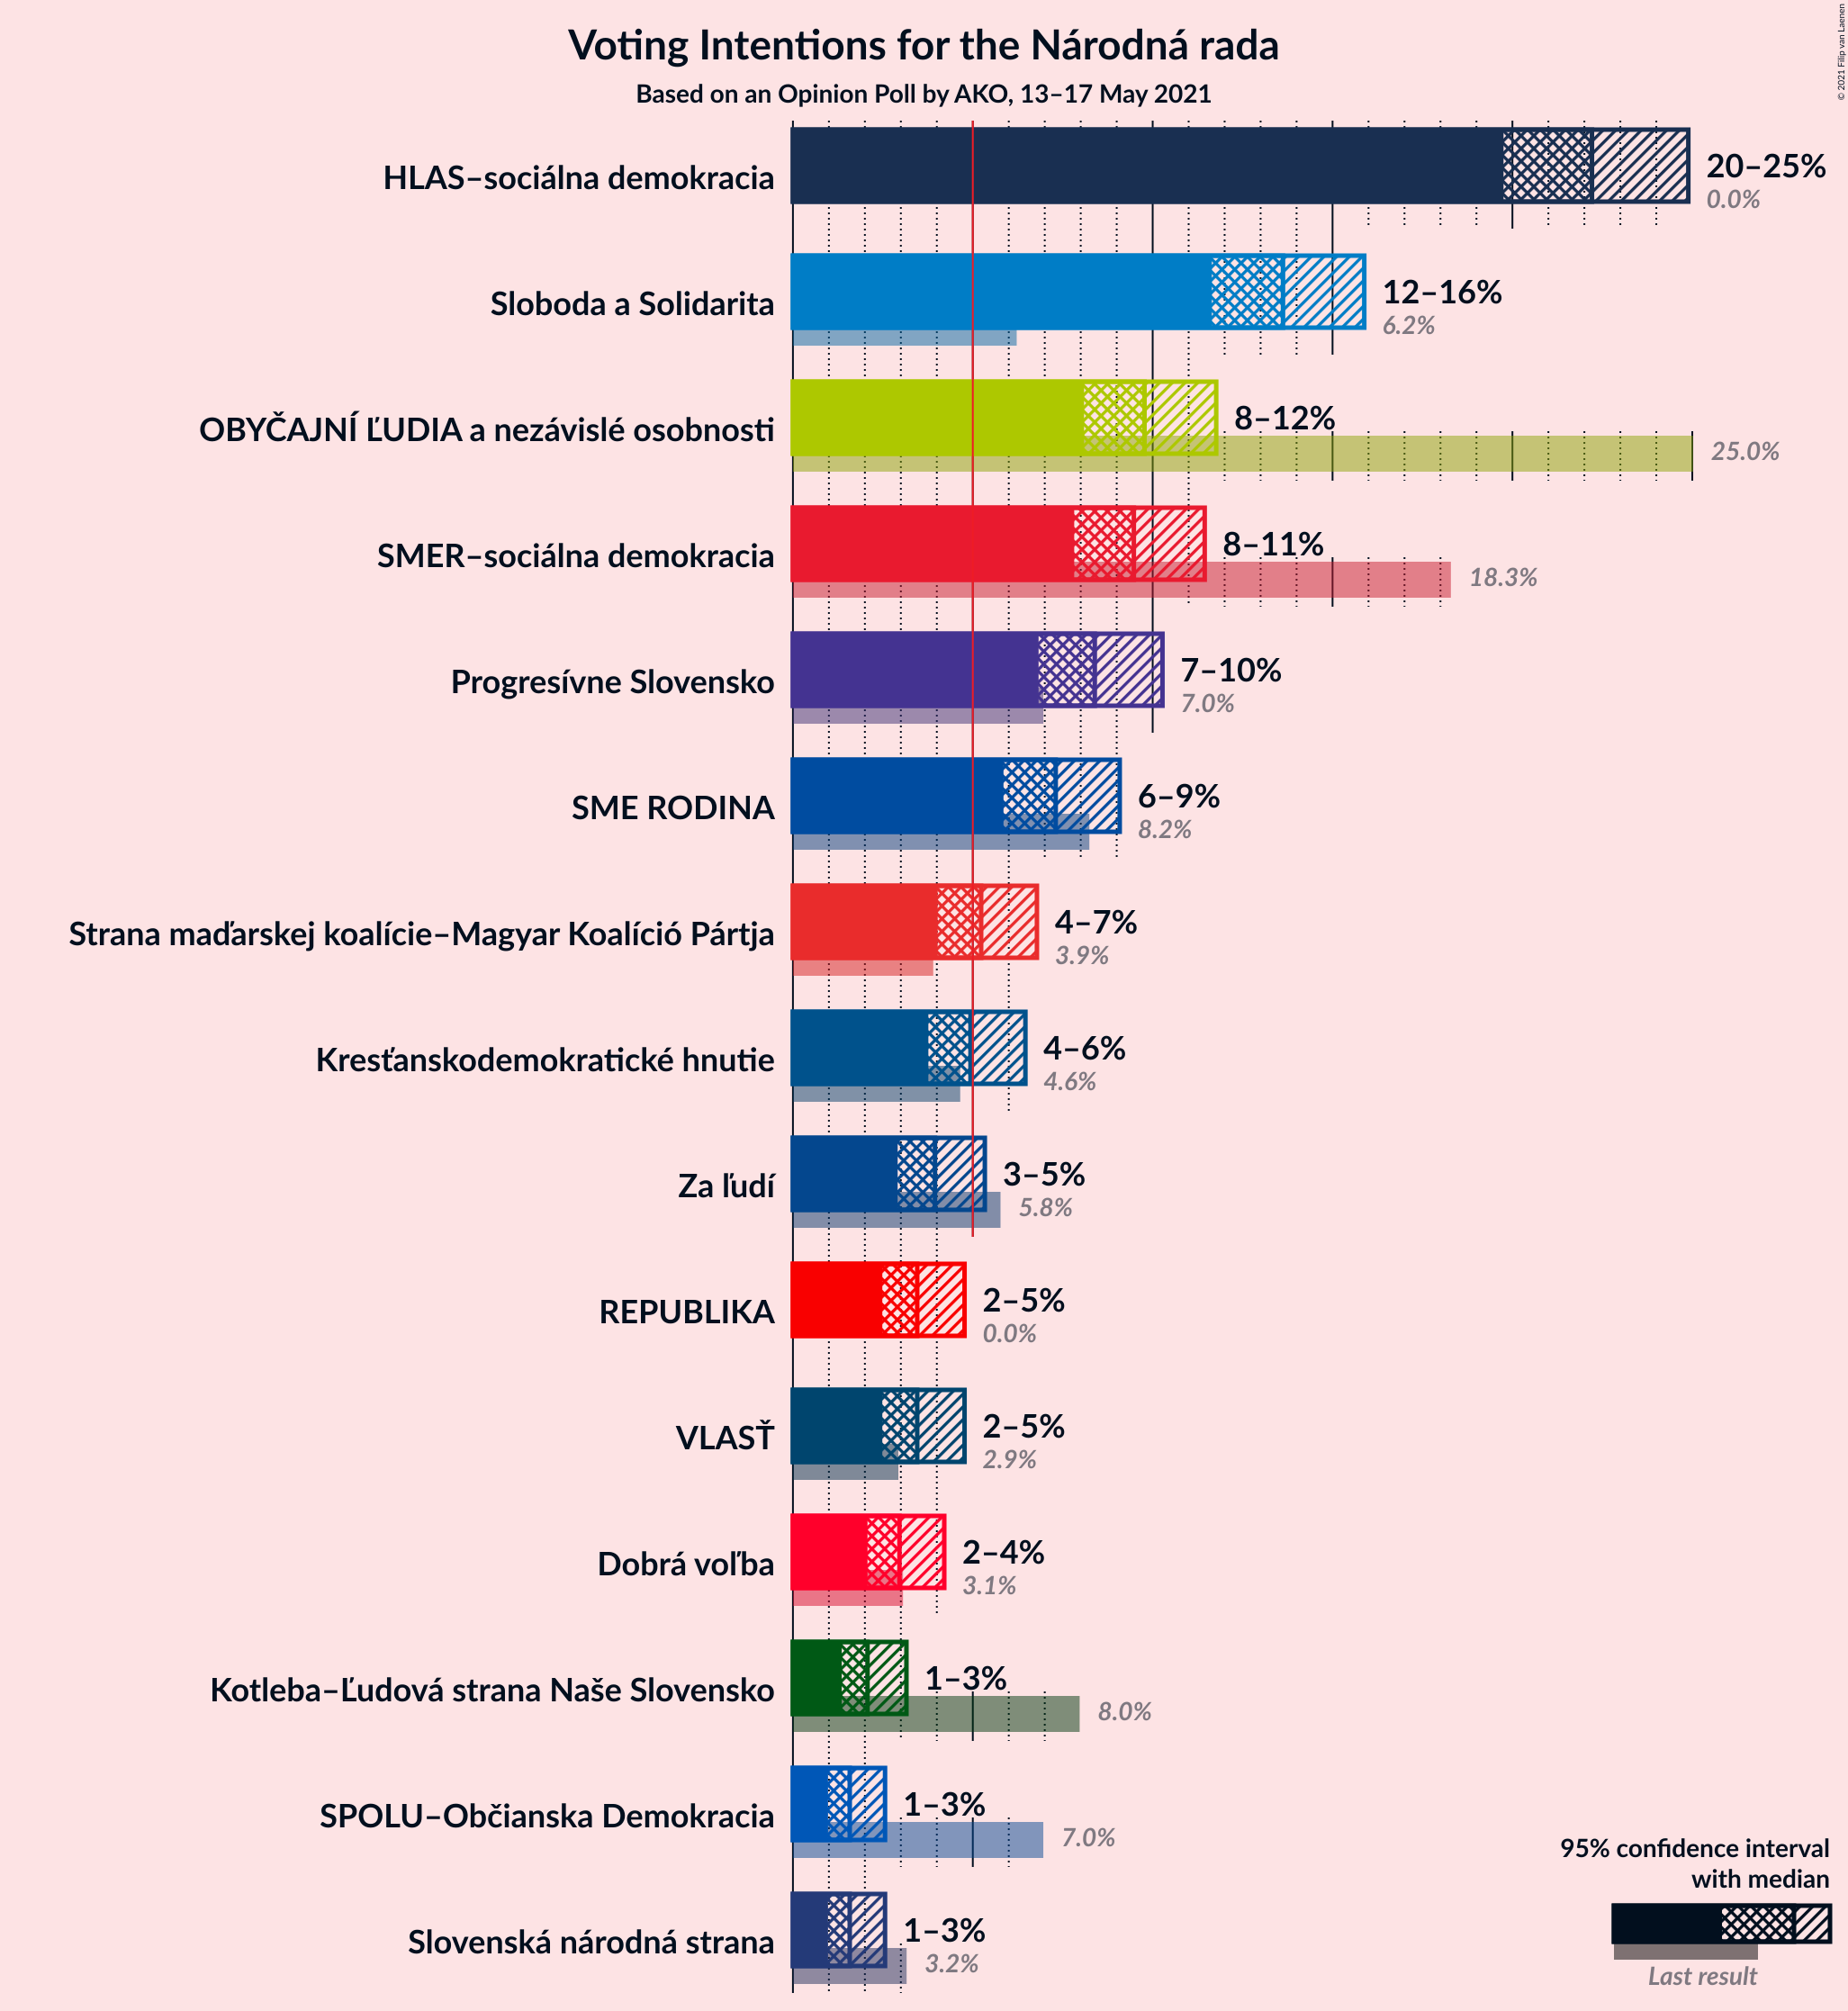 © 2021 Filip van Laenen
Voting Intentions for the Národná rada
Based on an Opinion Poll by AKO, 13–17 May 2021
HLAS–sociálna demokracia
20–25%
0.0%
Sloboda a Solidarita
12–16%
6.2%
OBYČAJNÍ ĽUDIA a nezávislé osobnosti
8–12%
25.0%
SMER–sociálna demokracia
8–11%
18.3%
Progresívne Slovensko
7–10%
7.0%
SME RODINA
6–9%
8.2%
Strana maďarskej koalície–Magyar Koalíció Pártja
4–7%
3.9%
Kresťanskodemokratické hnutie
4–6%
4.6%
Za ľudí
3–5%
5.8%
REPUBLIKA
2–5%
0.0%
VLASŤ
2–5%
2.9%
Dobrá voľba
2–4%
3.1%
Kotleba–Ľudová strana Naše Slovensko
1–3%
8.0%
SPOLU–Občianska Demokracia
1–3%
7.0%
Slovenská národná strana
1–3%
3.2%
95% confidence interval
with median
Last result